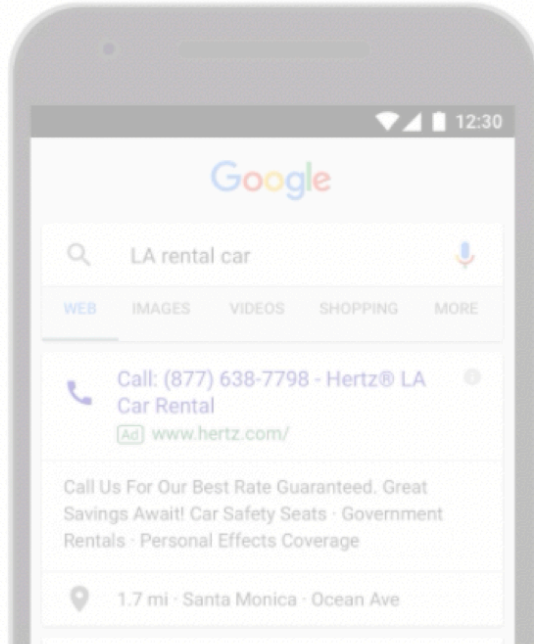 12:30
Google
LA rental car
WEB IMAGES VIDEOS SHOPPING MORE
Call: (877) 638-7798 - Hertz® LA
Car Rental
Ad www.hertz.com/
Call Us For Our Best Rate Guaranteed. Great
Savings Await! Car Safety Seats · Government
Rentals · Personal Effects Coverage
1.7 mi · Santa Monica · Ocean Ave